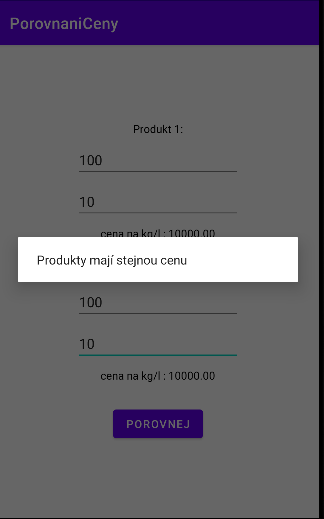 PorovnaniCeny
Produkt 1:
100
10
cena na kg/l : 10000.00
Produkty mají stejnou cenu
100
10
cena na kg/l : 10000.00
POROVNEJ